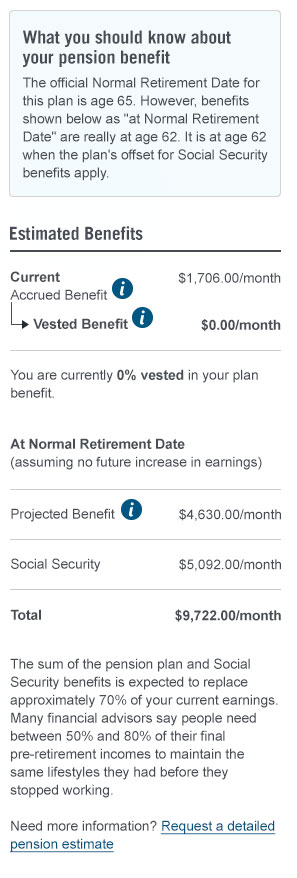 What you should know about
your pension benefit
The official Normal Retirement Date for
this plan is age 65. However, benefits
shown below as "at Normal Retirement
Date" are really at age 62. It is at age 62
when the plan's offset for Social Security
benefits apply.
Estimated Benefits
Current $1,706.00/month
Accrued Benefit i
Vested Benefit i $0.00/month
You are currently 0% vested in your plan
benefit.
At Normal Retirement Date
(assuming no future increase in earnings)
Projected Benefit i $4,630.00/month
Social Security $5,092.00/month
Total $9,722.00/month
The sum of the pension plan and Social
Security benefits is expected to replace
approximately 70% of your current earnings.
Many financial advisors say people need
between 50% and 80% of their final
pre-retirement incomes to maintain the
same lifestyles they had before they
stopped working.
Need more information? Request a detailed
pension estimate